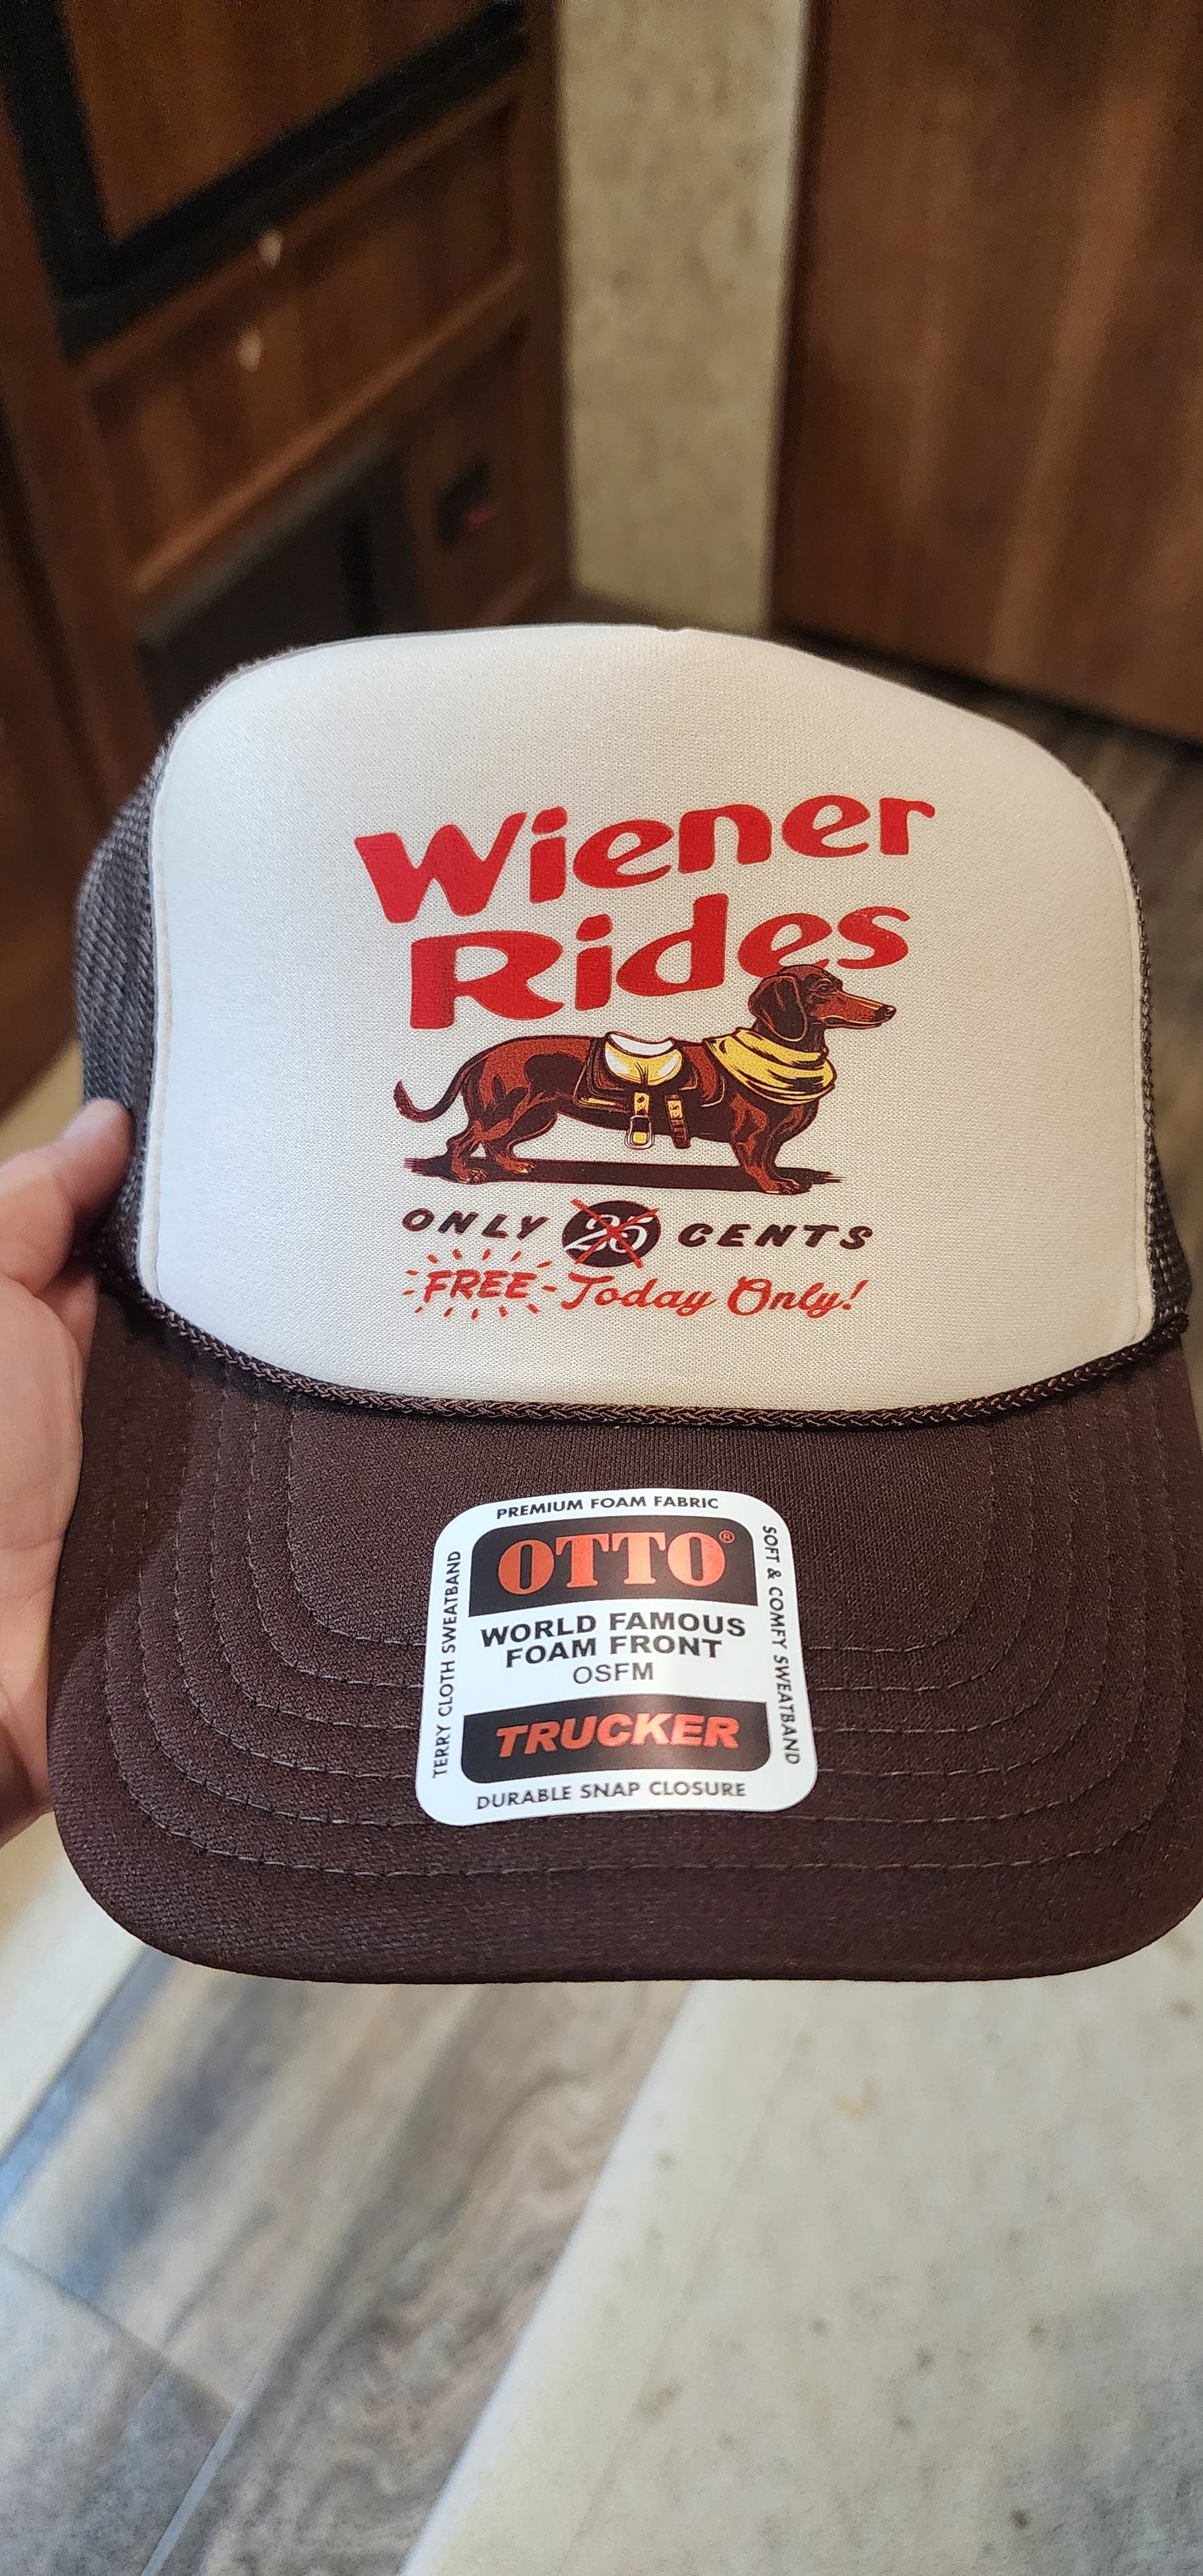 Wiener
Rides
ONLY 25 CENTS
FREE - Today Only!
PREMIUM FOAM FABRIC
OTTO®
WORLD FAMOUS
FOAM FRONT
OSFM
TRUCKER
DURABLE SNAP CLOSURE
TERRY CLOTH SWEATBAND
SOFT & COMFY SWEATBAND